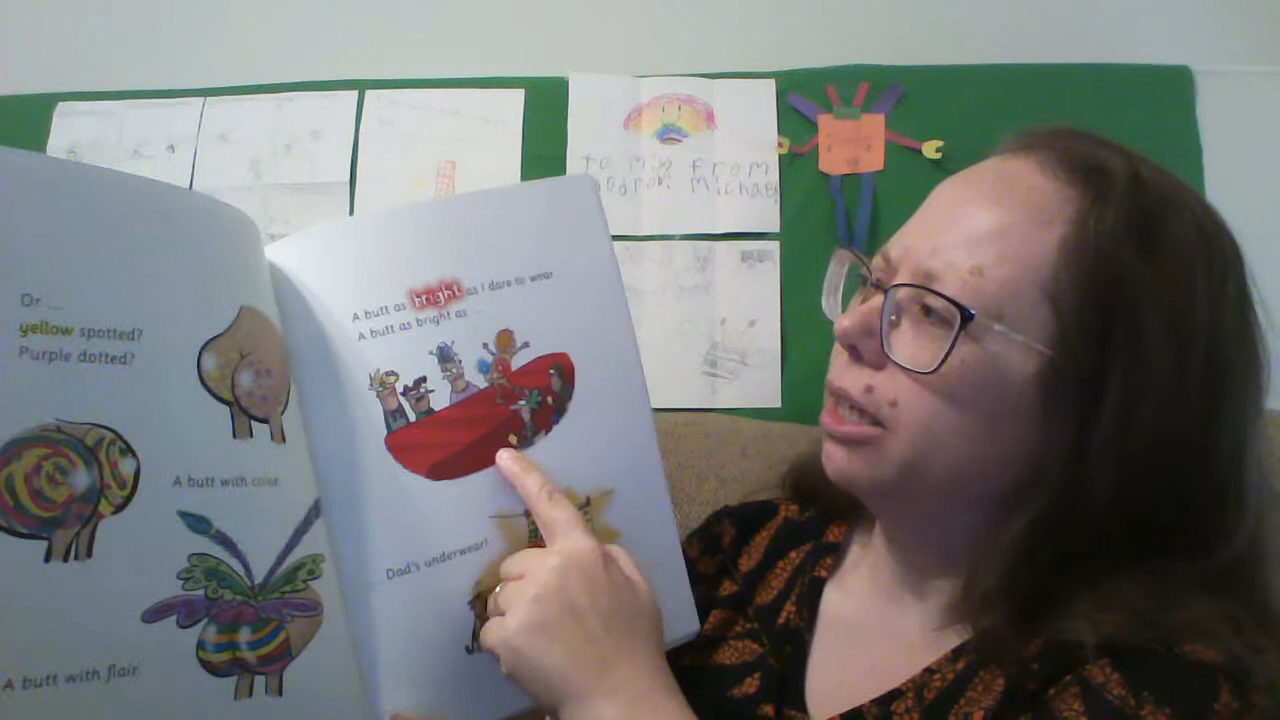 to miss from
Michael
Or ...
yellow spotted?
Purple dotted?
A butt with color
A butt with flair.
A butt as bright as I dare to wear
A butt as bright as ...
Dad's underwear!